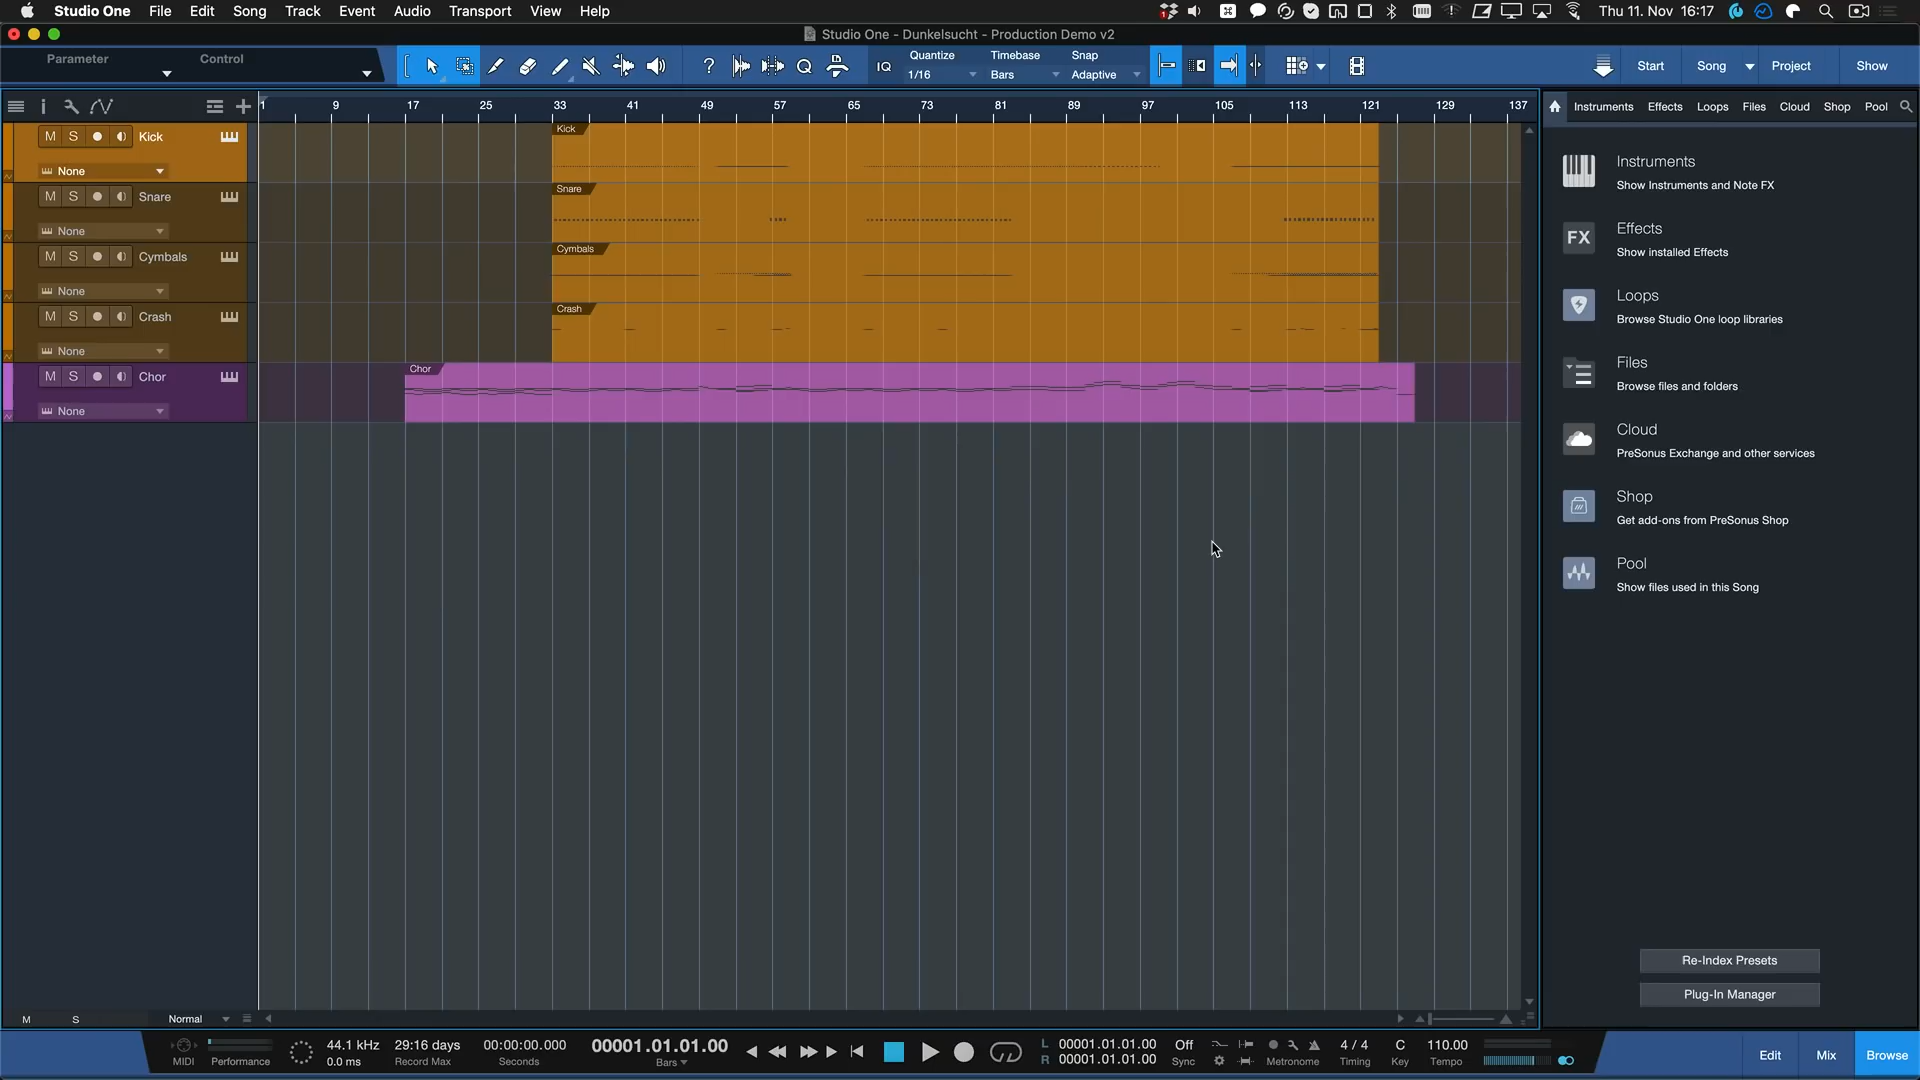 Studio One File Edit Song Track Event Audio Transport View Help Thu 11. Nov 16:17
Studio One - Dunkelsucht - Production Demo v2
Parameter Control
IQ Quantize 1/16 Timebase Bars Snap Adaptive
Start Song Project Show
1 9 17 25 33 41 49 57 65 73 81 89 97 105 113 121 129 137
Instruments Effects Loops Files Cloud Shop Pool
M S Kick
None
M S Snare
None
M S Cymbals
None
M S Crash
None
M S Chor
None
Kick
Snare
Cymbals
Crash
Chor
Instruments
Show Instruments and Note FX
FX
Effects
Show installed Effects
Loops
Browse Studio One loop libraries
Files
Browse files and folders
Cloud
PreSonus Exchange and other services
Shop
Get add-ons from PreSonus Shop
Pool
Show files used in this Song
Re-Index Presets
Plug-In Manager
M S Normal
MIDI Performance
44.1 kHz
0.0 ms
29:16 days
Record Max
00:00:00.000
Seconds
00001.01.01.00
Bars
L 00001.01.01.00
R 00001.01.01.00
Off
Sync
Metronome
4 / 4
Timing
C
Key
110.00
Tempo
Edit Mix Browse